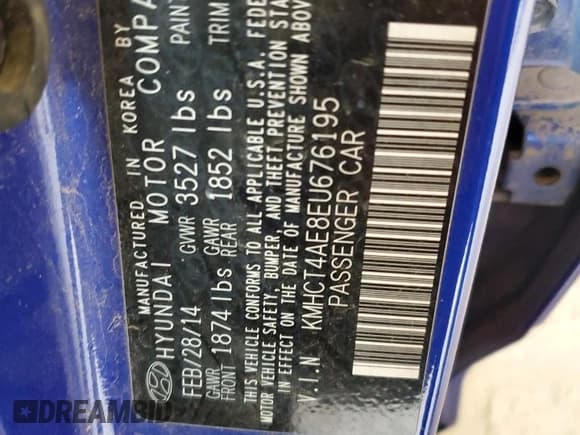 MANUFACTURED IN KOREA BY
HYUNDAI MOTOR COMPA
FEB/28/14 GVWR 3527 lbs PAIN
GAWR FRONT 1874 lbs GAWR REAR 1852 lbs TRIM
THIS VEHICLE CONFORMS TO ALL APPLICABLE U.S.A. FEDE
MOTOR VEHICLE SAFETY, BUMPER, AND THEFT PREVENTION STA
IN EFFECT ON THE DATE OF MANUFACTURE SHOWN ABOV
V.I.N KMHCT4AE8EU676195
PASSENGER CAR
DREAMBID